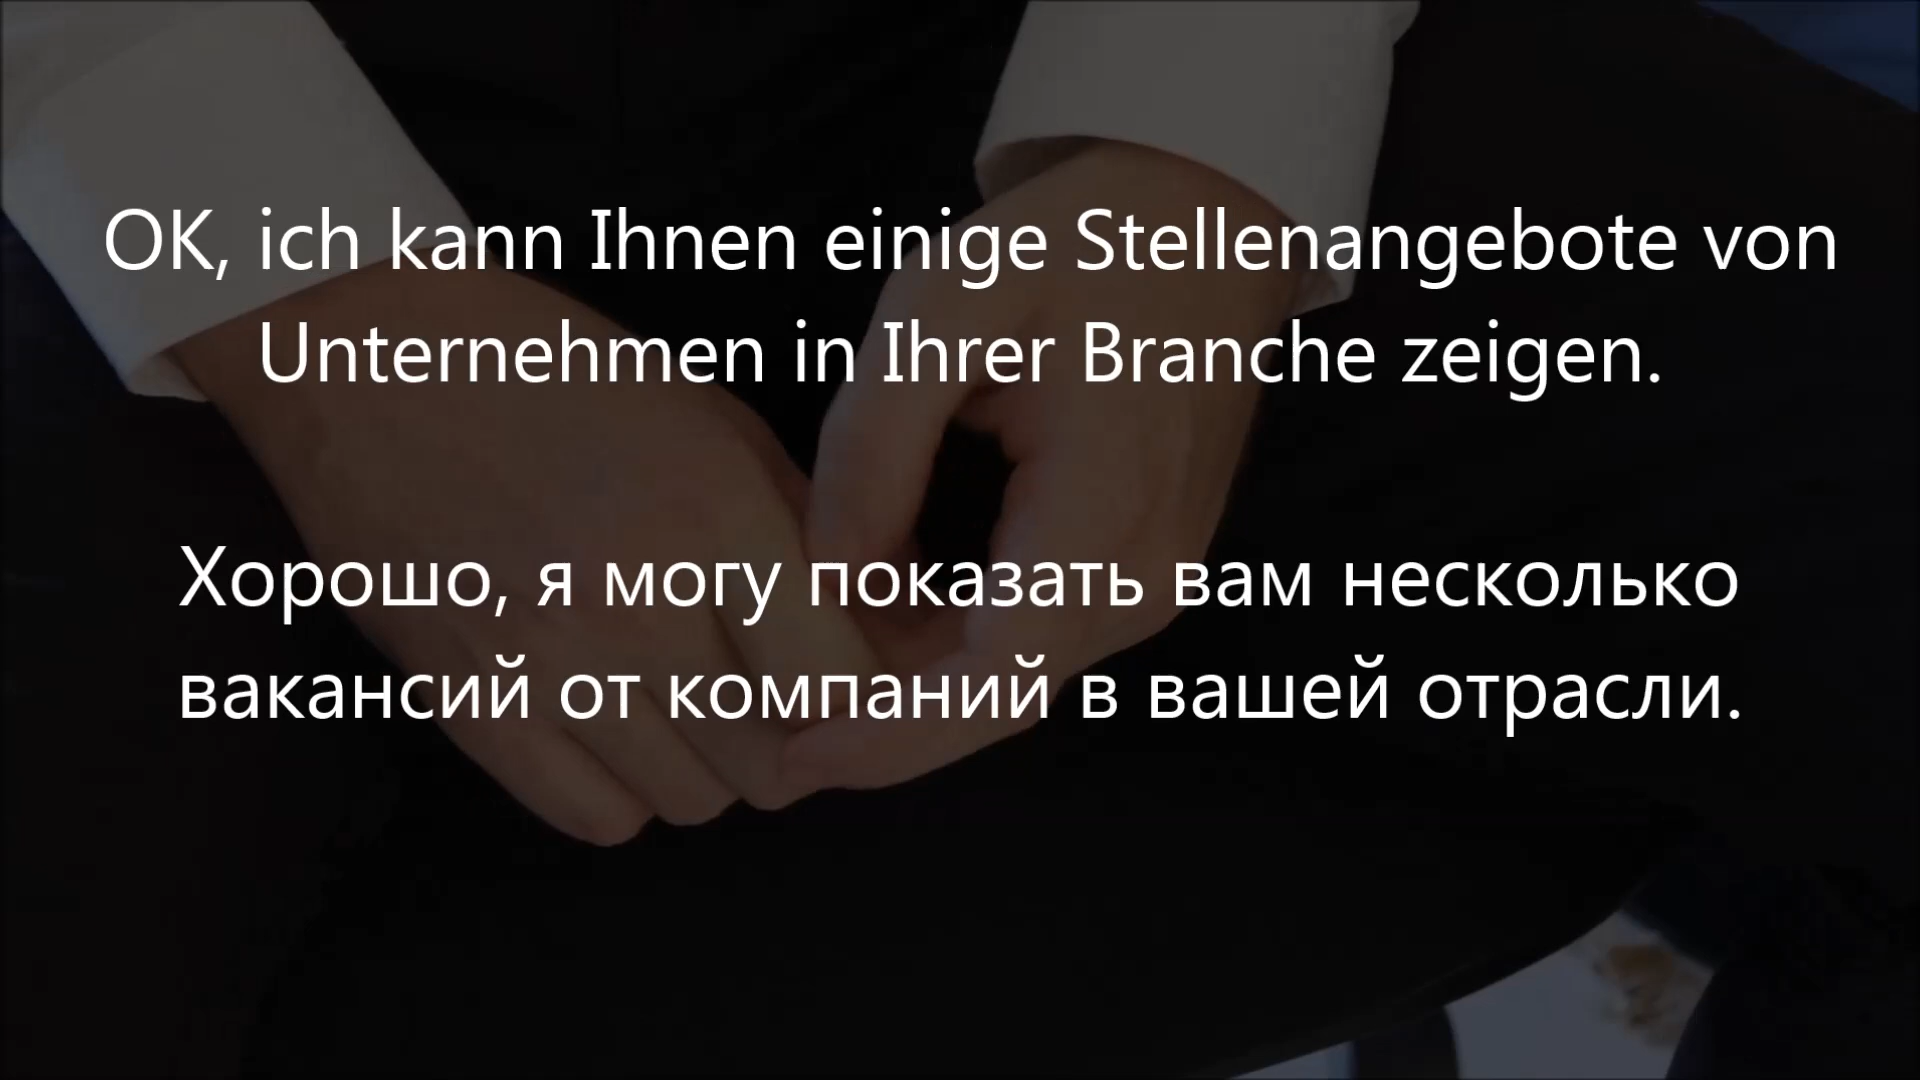 OK, ich kann Ihnen einige Stellenangebote von
Unternehmen in Ihrer Branche zeigen.
Хорошо, я могу показать вам несколько
вакансий от компаний в вашей отрасли.